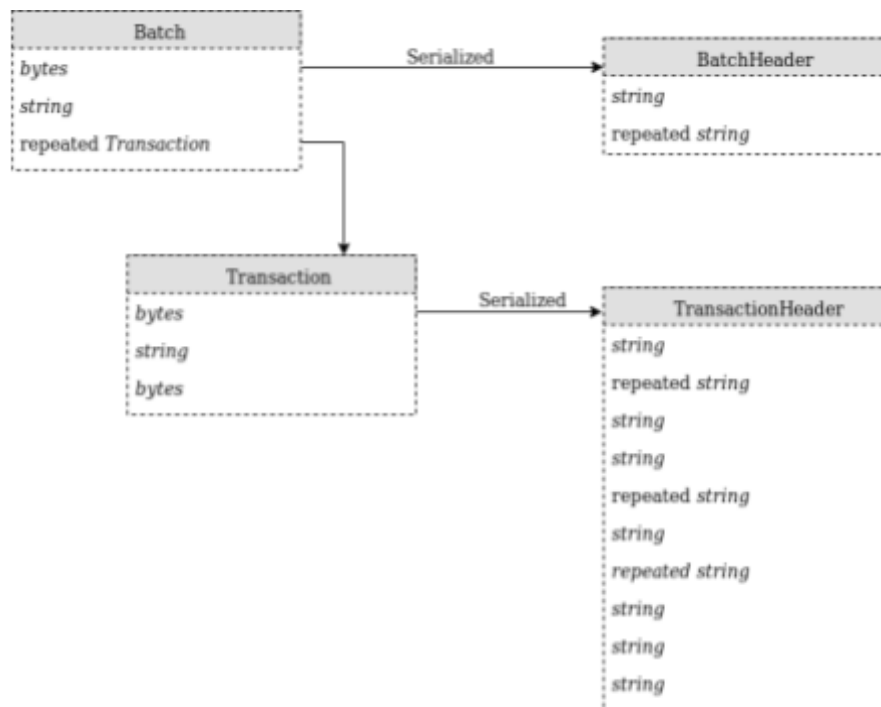 Batch
bytes
string
repeated Transaction
Serialized
BatchHeader
string
repeated string
Transaction
bytes
string
bytes
Serialized
TransactionHeader
string
repeated string
string
string
repeated string
string
repeated string
string
string
string